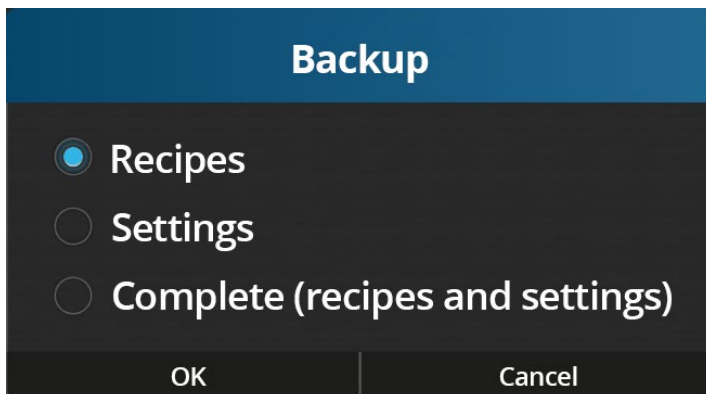 Backup
Recipes
Settings
Complete (recipes and settings)
OK
Cancel